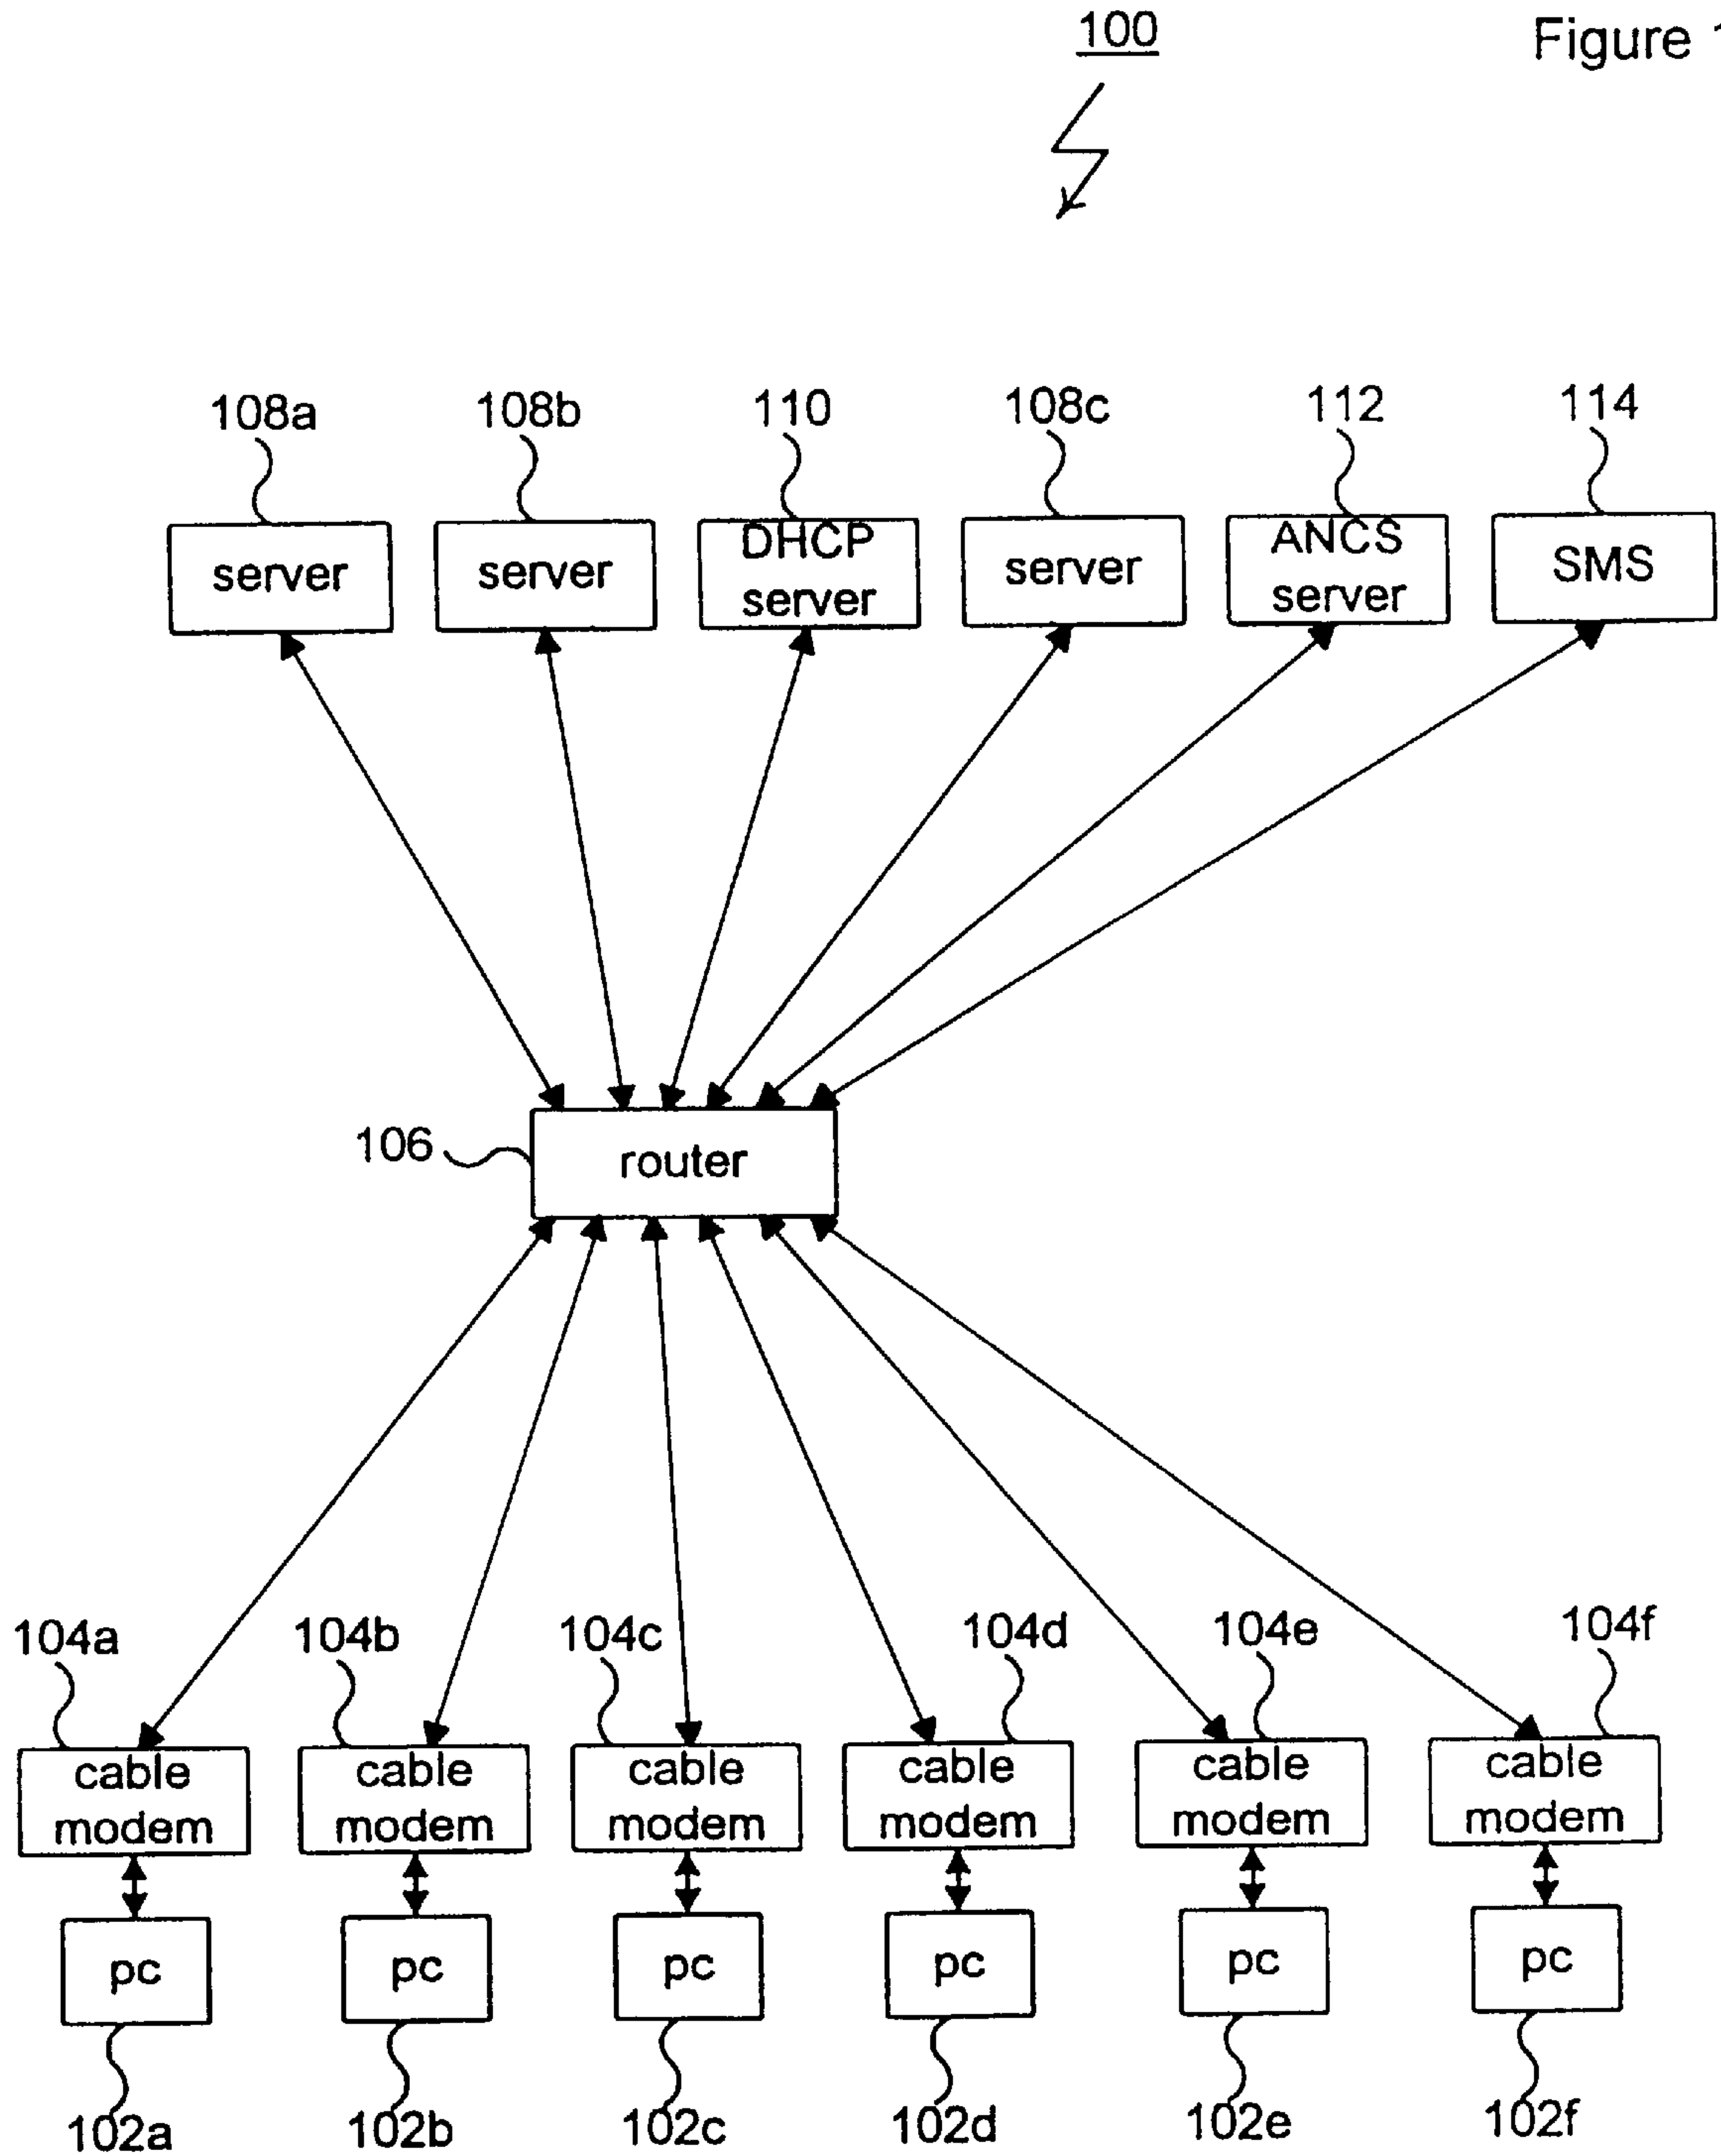 100
Figure 1
108a
108b
110
108c
112
114
server
server
DHCP
server
server
ANCS
server
SMS
106
router
104a
104b
104c
104d
104e
104f
cable
modem
cable
modem
cable
modem
cable
modem
cable
modem
cable
modem
pc
pc
pc
pc
pc
pc
102a
102b
102c
102d
102e
102f